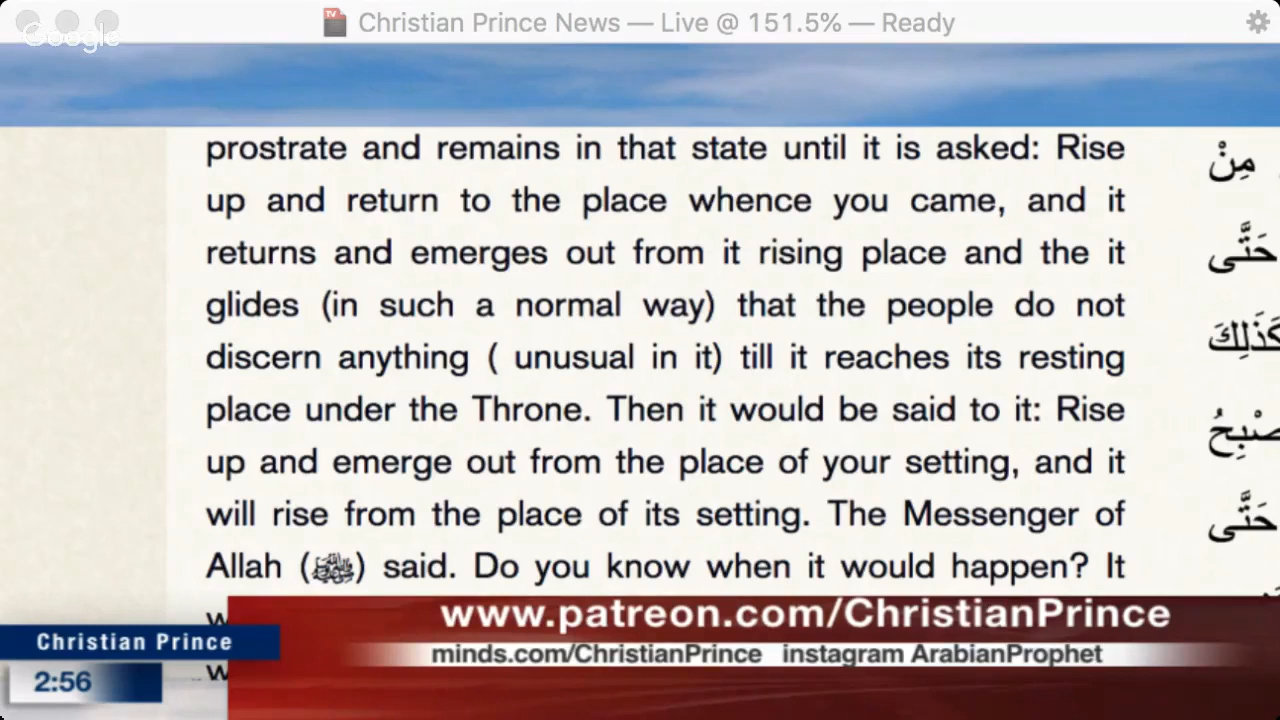 Christian Prince News — Live @ 151.5% — Ready
Google
prostrate and remains in that state until it is asked: Rise
up and return to the place whence you came, and it
returns and emerges out from it rising place and the it
glides (in such a normal way) that the people do not
discern anything ( unusual in it) till it reaches its resting
place under the Throne. Then it would be said to it: Rise
up and emerge out from the place of your setting, and it
will rise from the place of its setting. The Messenger of
Allah (ﷺ) said. Do you know when it would happen? It
مِنْ
حَتَّى
كَذَلِكَ
حَتَّى
www.patreon.com/ChristianPrince
Christian Prince
minds.com/ChristianPrince instagram ArabianProphet
2:56